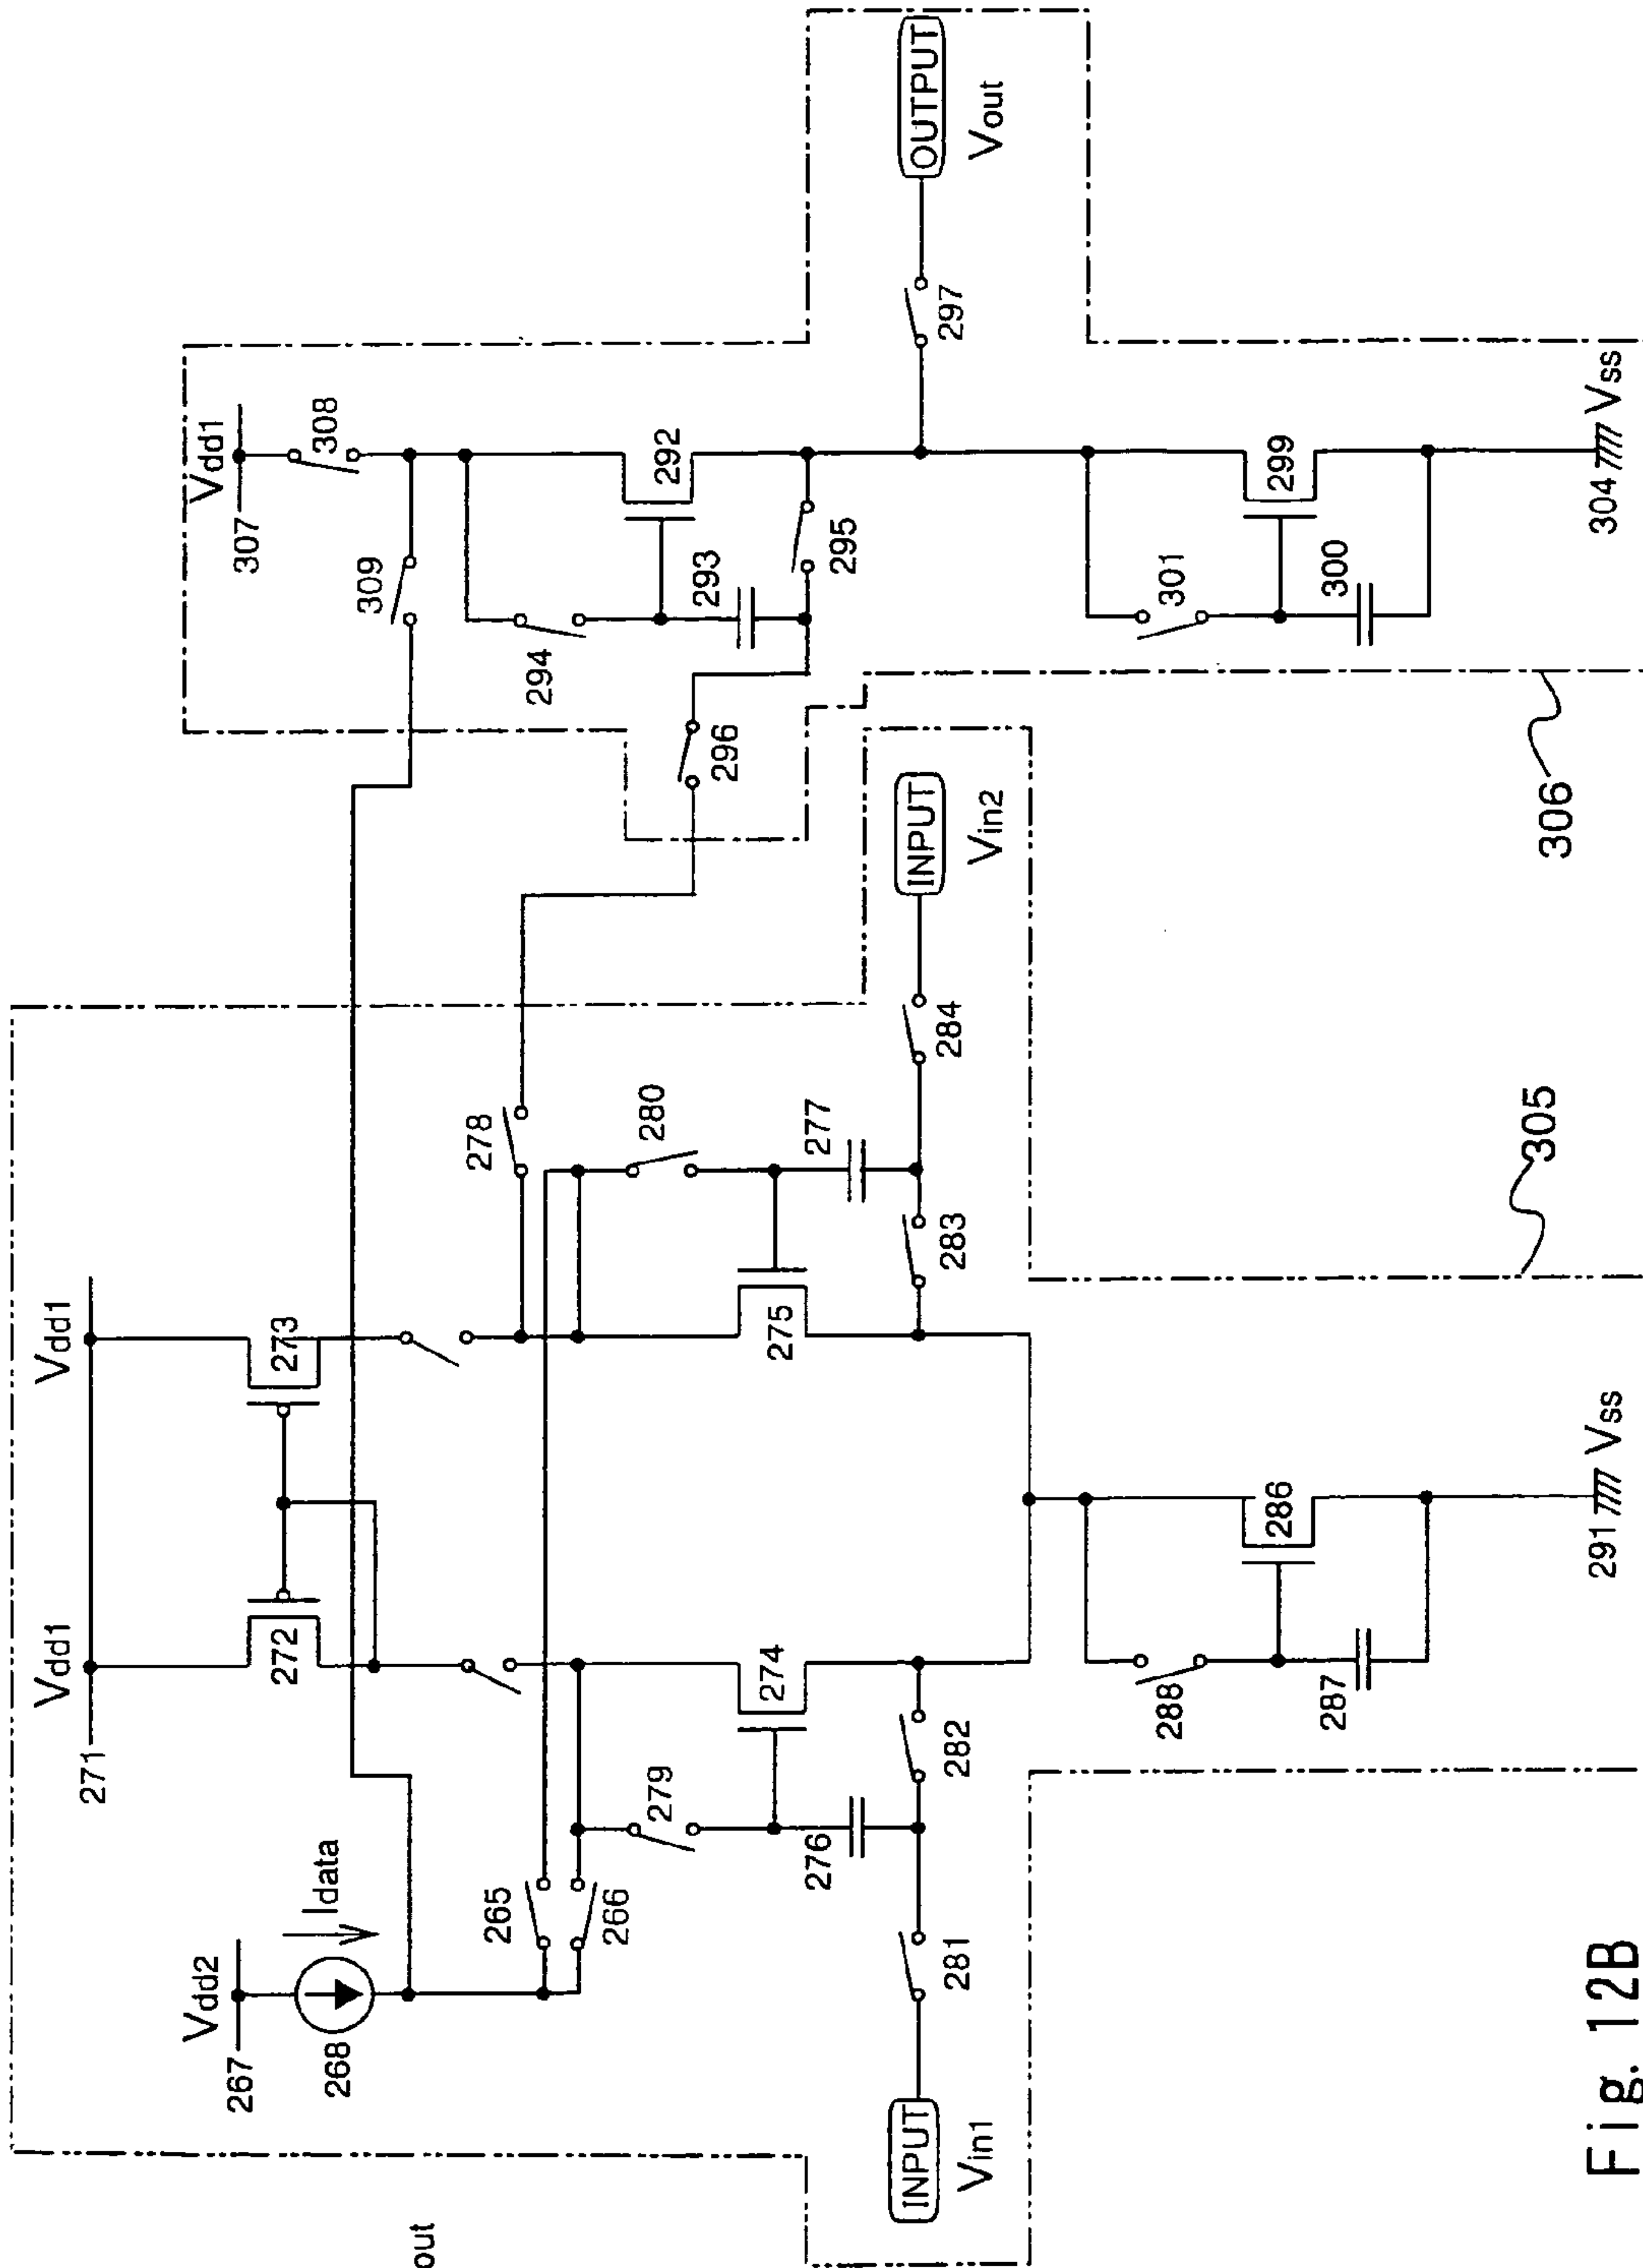 Vdd2
267
268
Idata
Vdd1
Vdd1
271
272
273
265
266
278
279
280
274
275
276
277
INPUT
Vin1
281
282
283
284
INPUT
Vin2
288
286
287
291
Vss
305
Vdd1
307
308
309
294
292
293
295
296
297
OUTPUT
Vout
301
299
300
304
Vss
306
out
Fig. 12B